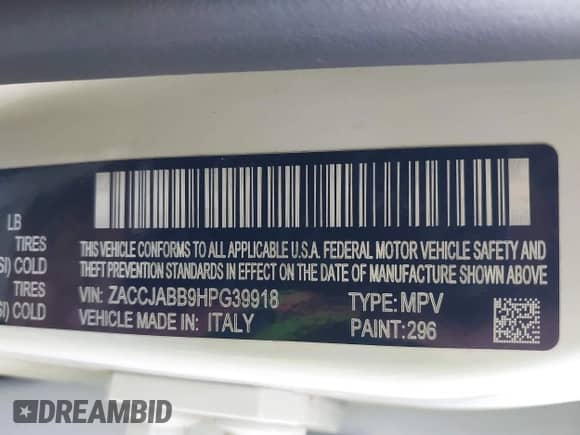 LB
TIRES
SI) COLD
TIRES
SI) COLD
THIS VEHICLE CONFORMS TO ALL APPLICABLE U.S.A. FEDERAL MOTOR VEHICLE SAFETY AND
THEFT PREVENTION STANDARDS IN EFFECT ON THE DATE OF MANUFACTURE SHOWN ABOVE
VIN: ZACCJABB9HPG39918 TYPE: MPV
VEHICLE MADE IN: ITALY PAINT: 296
DREAMBID